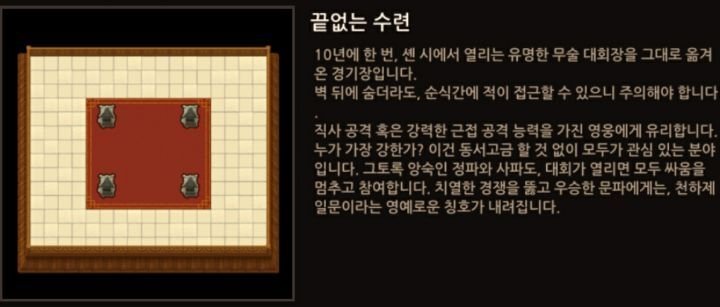 끝없는 수련
10년에 한 번, 센 시에서 열리는 유명한 무술 대회장을 그대로 옮겨
온 경기장입니다.
벽 뒤에 숨더라도, 순식간에 적이 접근할 수 있으니 주의해야 합니다
.
직사 공격 혹은 강력한 근접 공격 능력을 가진 영웅에게 유리합니다.
누가 가장 강한가? 이건 동서고금 할 것 없이 모두가 관심 있는 분야
입니다. 그토록 앙숙인 정파와 사파도, 대회가 열리면 모두 싸움을
멈추고 참여합니다. 치열한 경쟁을 뚫고 우승한 문파에게는, 천하제
일문이라는 영예로운 칭호가 내려집니다.